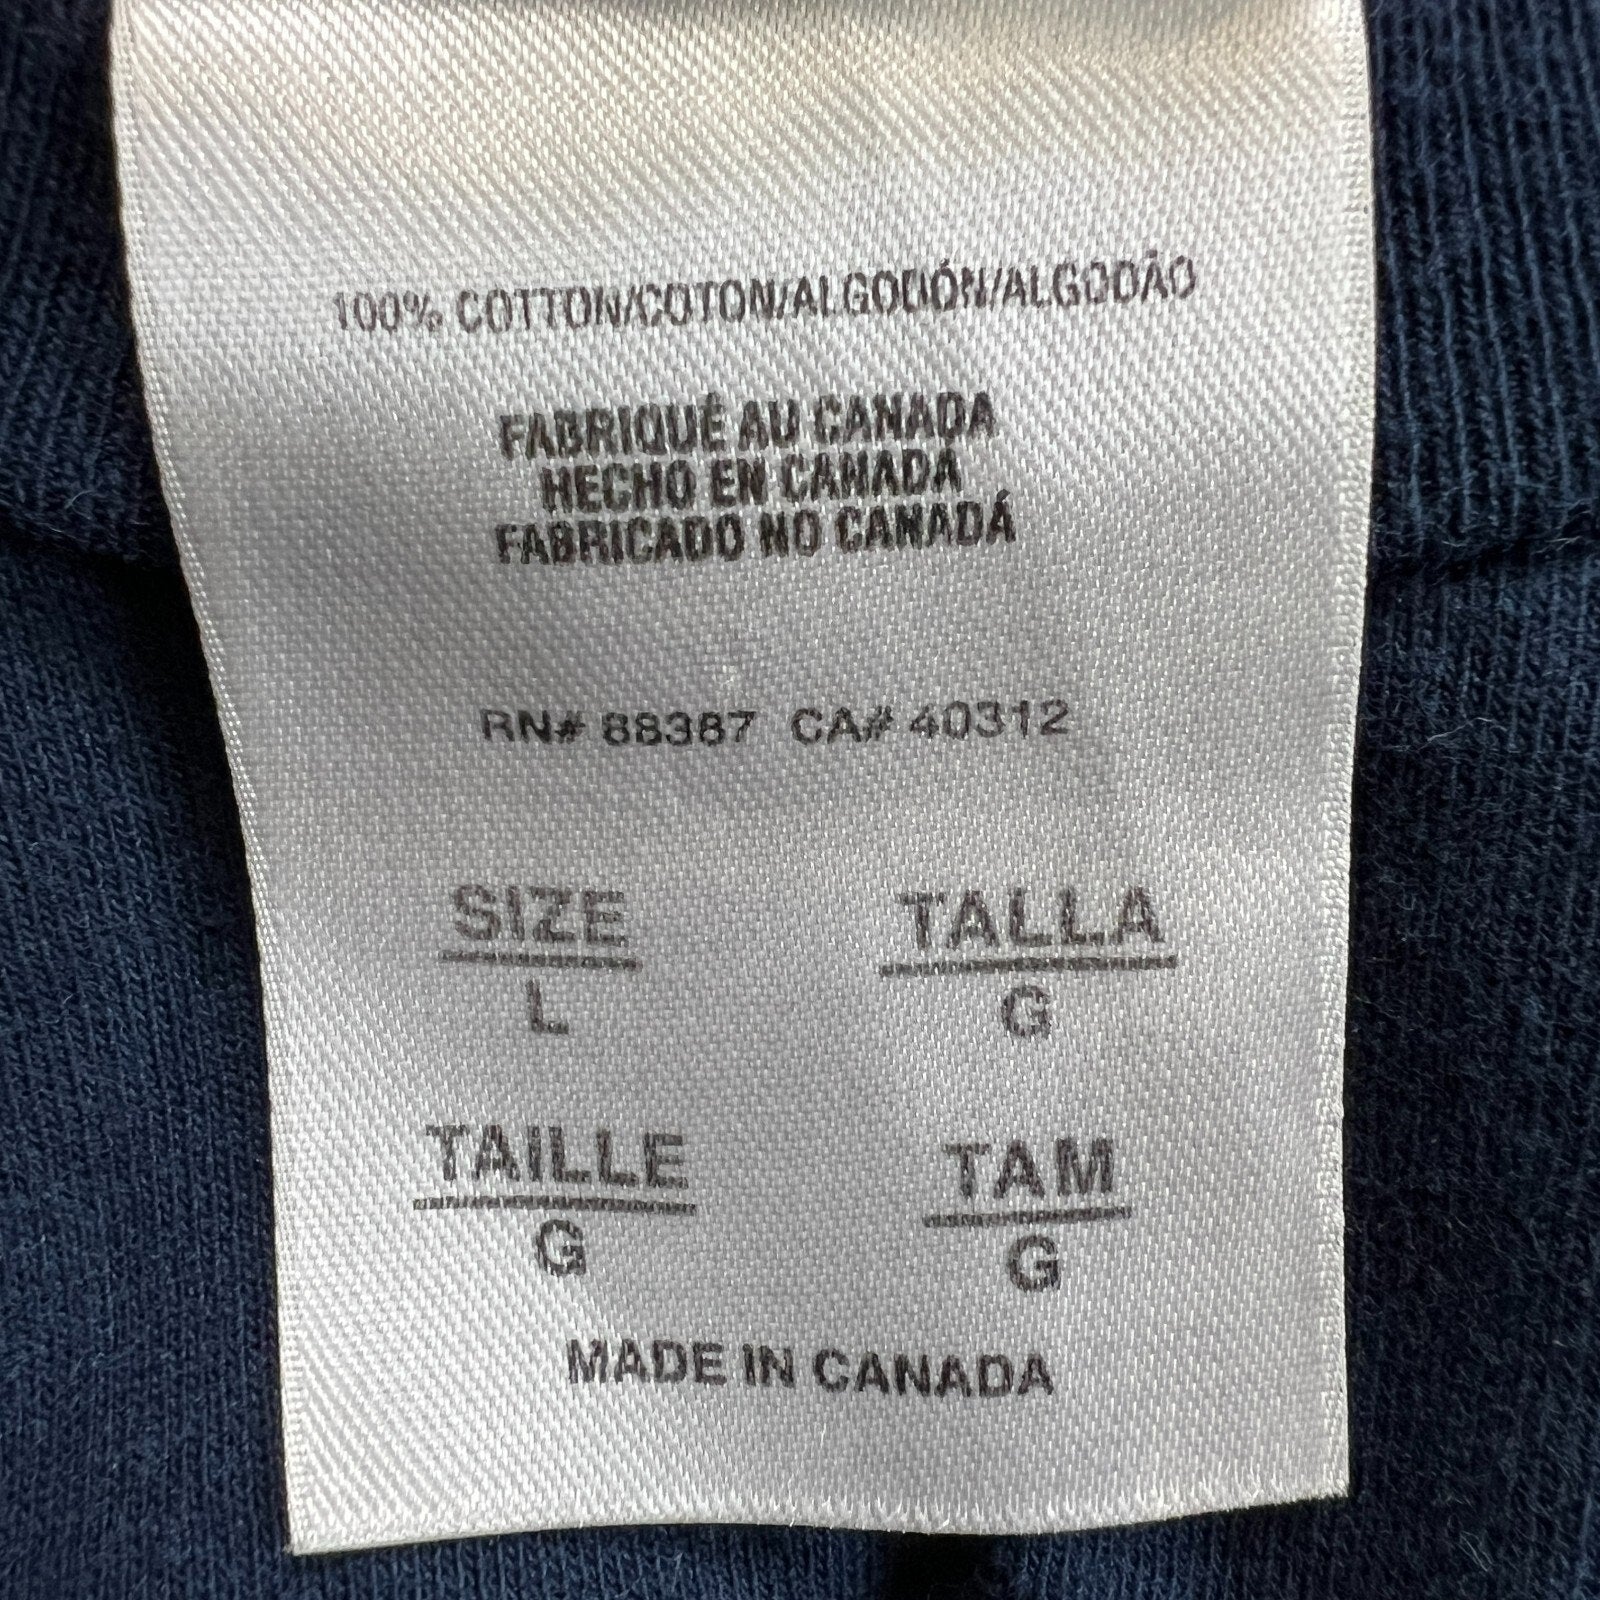 100% COTTON/COTON/ALGODÓN/ALGODÃO
FABRIQUÉ AU CANADA
HECHO EN CANADA
FABRICADO NO CANADÁ
RN# 88387 CA# 40312
SIZE
L
TALLA
G
TAILLE
G
TAM
G
MADE IN CANADA